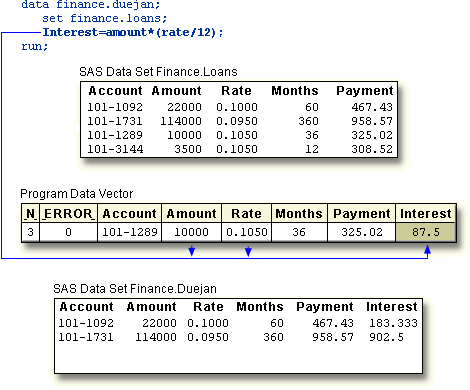 data finance.duejan;
set finance.loans;
Interest=amount*(rate/12);
run;
SAS Data Set Finance.Loans
Account Amount Rate Months Payment
101-1092 22000 0.1000 60 467.43
101-1731 114000 0.0950 360 958.57
101-1289 10000 0.1050 36 325.02
101-3144 3500 0.1050 12 308.52
Program Data Vector
_N_ _ERROR_ Account Amount Rate Months Payment Interest
3 0 101-1289 10000 0.1050 36 325.02 87.5
SAS Data Set Finance.Duejan
Account Amount Rate Months Payment Interest
101-1092 22000 0.1000 60 467.43 183.333
101-1731 114000 0.0950 360 958.57 902.5